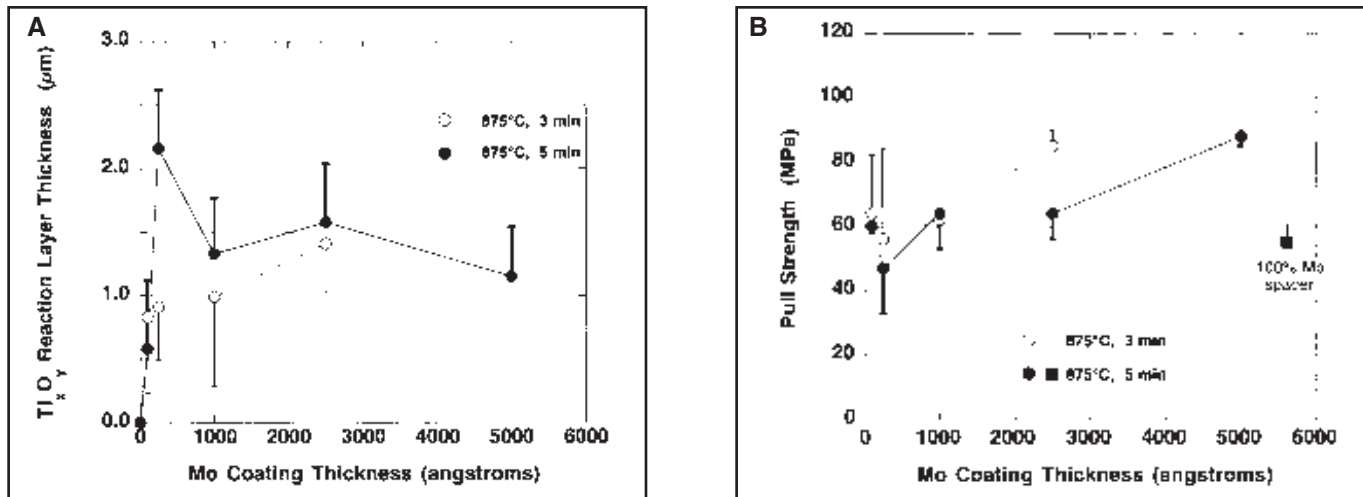 A
3.0
2.0
1.0
0.0
Ti x O Y Reaction Layer Thickness (μm)
875°C, 3 min
875°C, 5 min
0 1000 2000 3000 4000 5000 6000
Mo Coating Thickness (angstroms)
B
120
100
80
60
40
20
0
Pull Strength (MPa)
1
100% Mo
spacer
875°C, 3 min
875°C, 5 min
0 1000 2000 3000 4000 5000 6000
Mo Coating Thickness (angstroms)